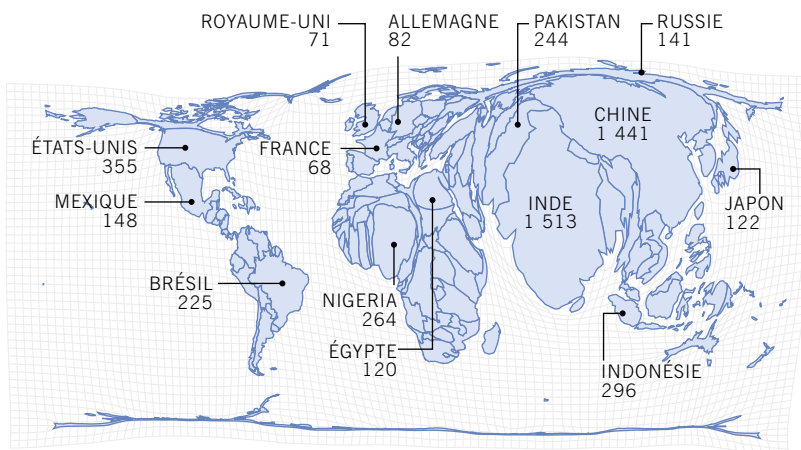 ROYAUME-UNI
71
ALLEMAGNE
82
PAKISTAN
244
RUSSIE
141
CHINE
1 441
ÉTATS-UNIS
355
FRANCE
68
MEXIQUE
148
INDE
1 513
JAPON
122
BRÉSIL
225
NIGERIA
264
ÉGYPTE
120
INDONÉSIE
296